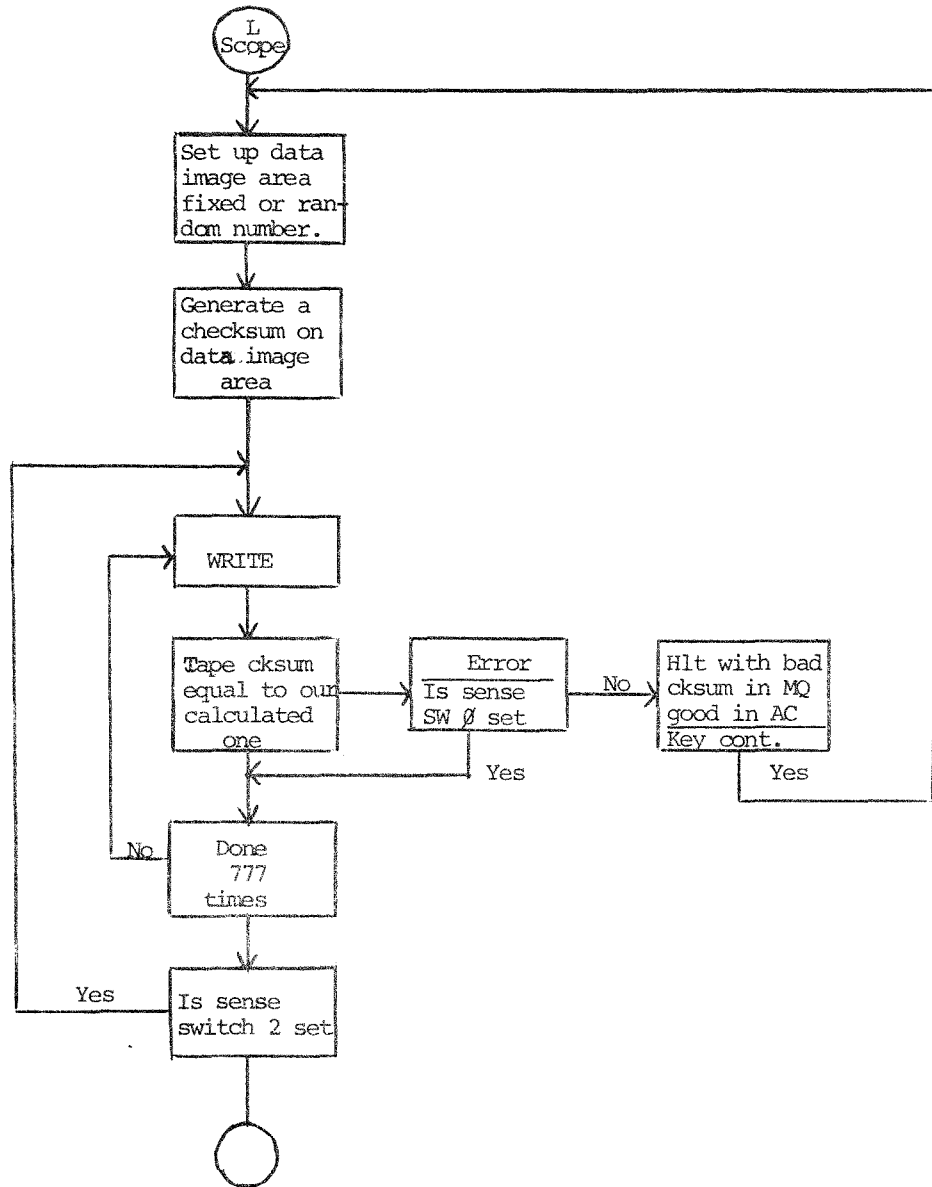 L
Scope
Set up data
image area
fixed or ran-
dom number.
Generate a
checksum on
data image
area
WRITE
Tape cksum
equal to our
calculated
one
Error
Is sense
SW Ø set
No
Hlt with bad
cksum in MQ
good in AC
Key cont.
Yes
Yes
No
Done
777
times
Yes
Is sense
switch 2 set